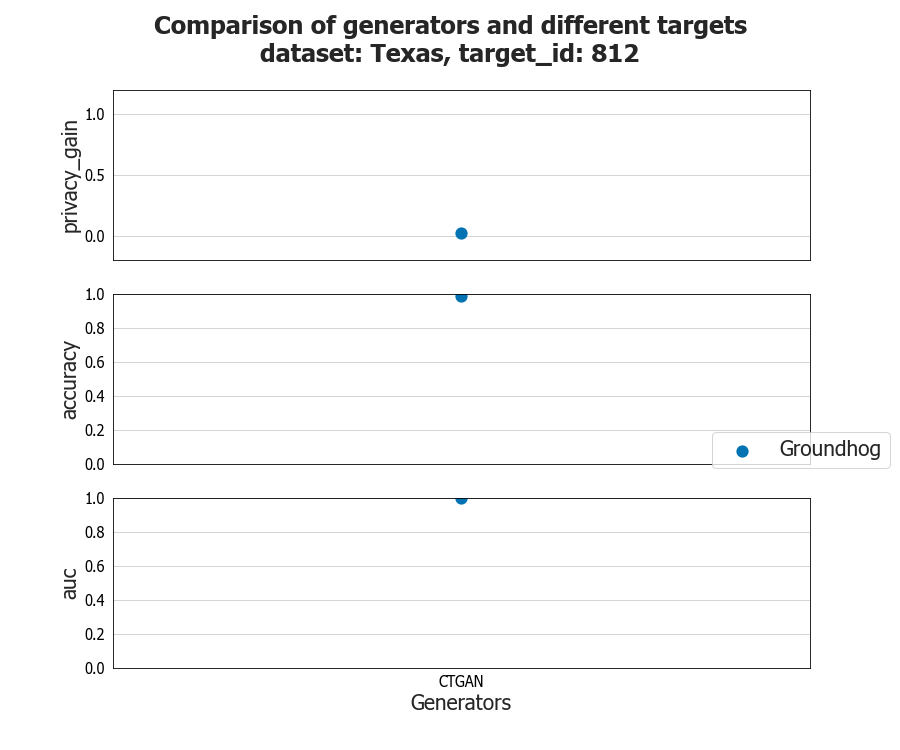 Comparison of generators and different targets
dataset: Texas, target_id: 812
privacy_gain
1.0
0.5
0.0
accuracy
1.0
0.8
0.6
0.4
0.2
0.0
Groundhog
auc
1.0
0.8
0.6
0.4
0.2
0.0
CTGAN
Generators